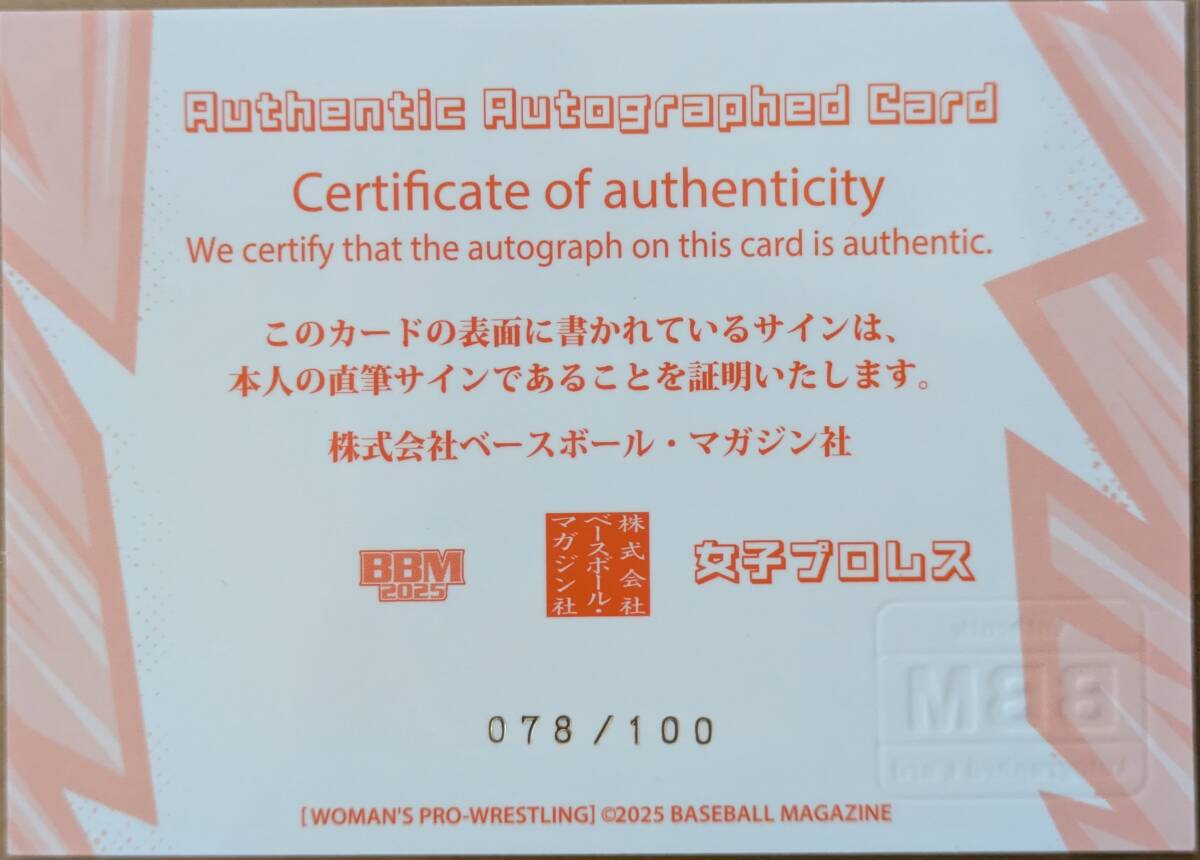 Authentic Autographed Card
Certificate of authenticity
We certify that the autograph on this card is authentic.
このカードの表面に書かれているサインは、
本人の直筆サインであることを証明いたします。
株式会社ベースボール・マガジン社
BBM
2025
株式会社
ベースボール・
マガジン社
女子プロレス
Authentic
BBM
Autographed Card
078/100
[WOMAN'S PRO-WRESTLING] ©2025 BASEBALL MAGAZINE